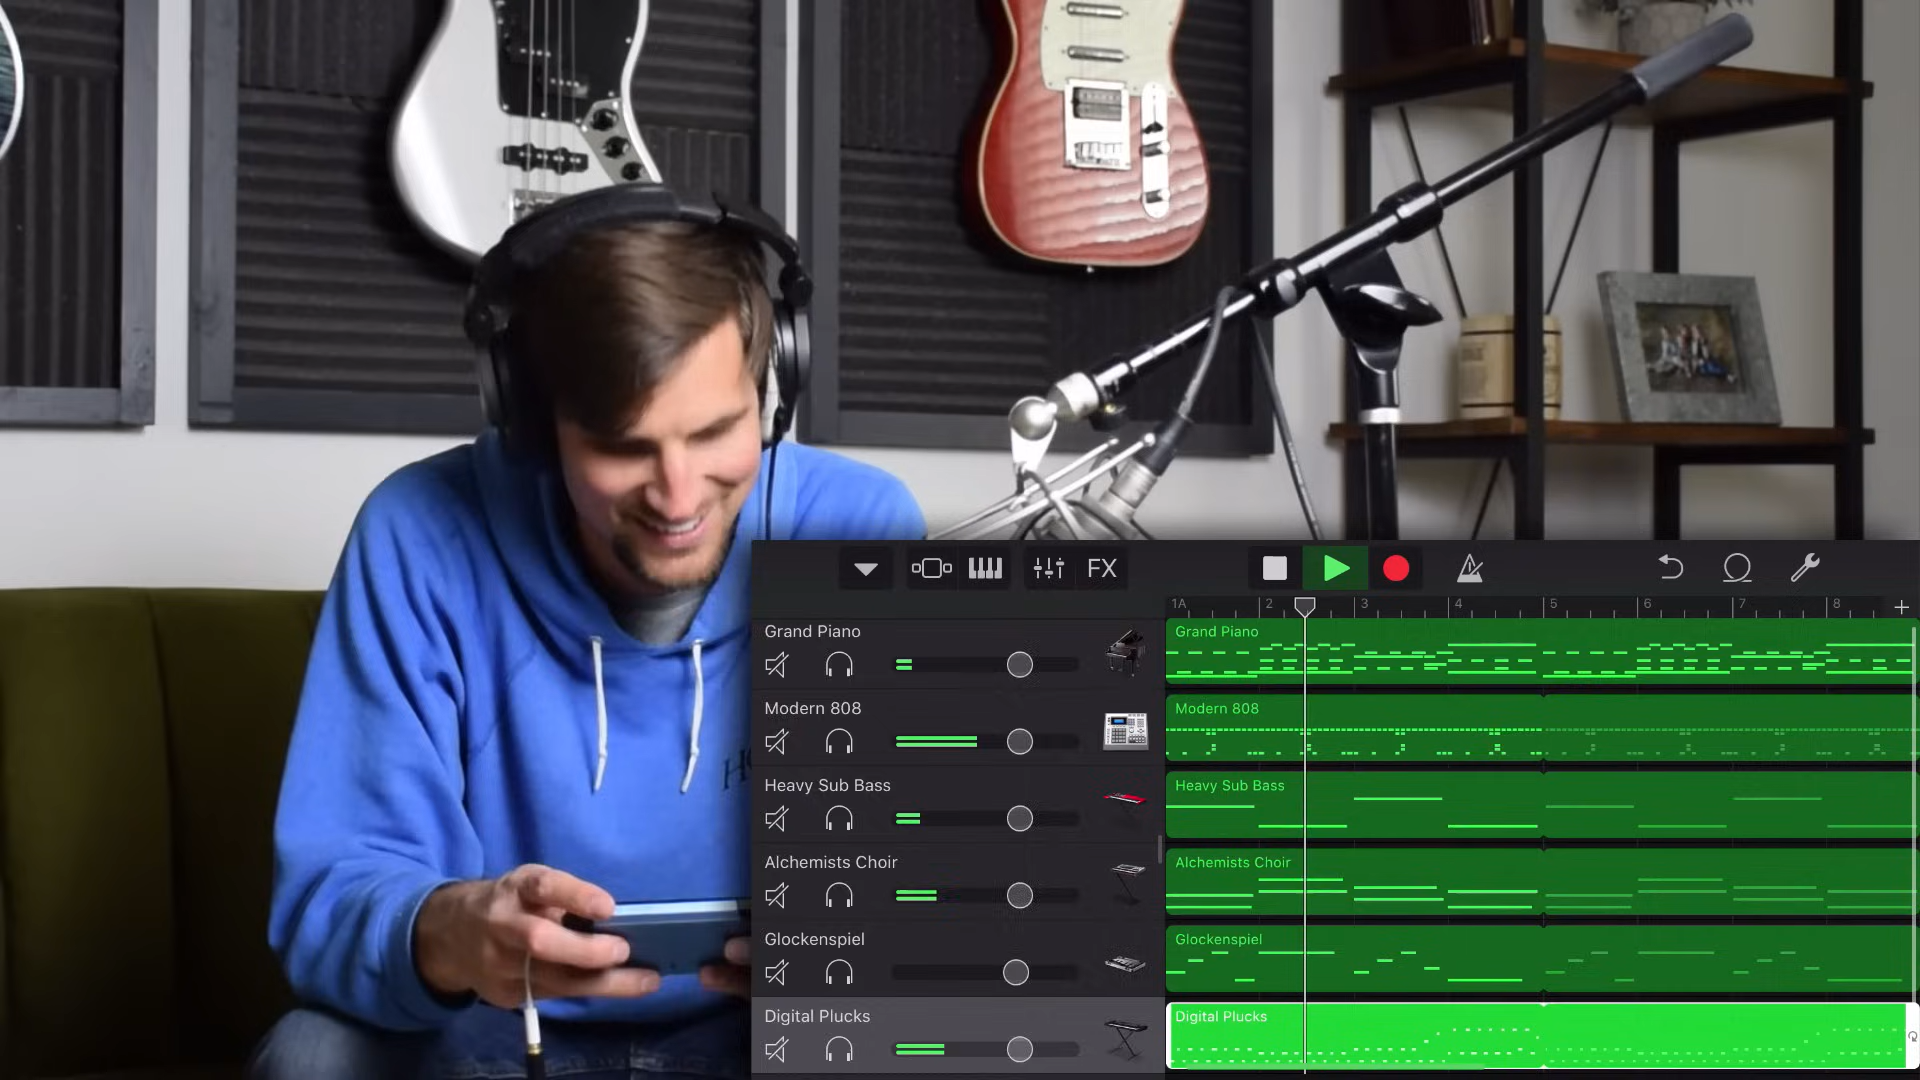 FX
1A 2 3 4 5 6 7 8
Grand Piano
Grand Piano
Modern 808
Modern 808
Heavy Sub Bass
Heavy Sub Bass
Alchemists Choir
Alchemists Choir
Glockenspiel
Glockenspiel
Digital Plucks
Digital Plucks